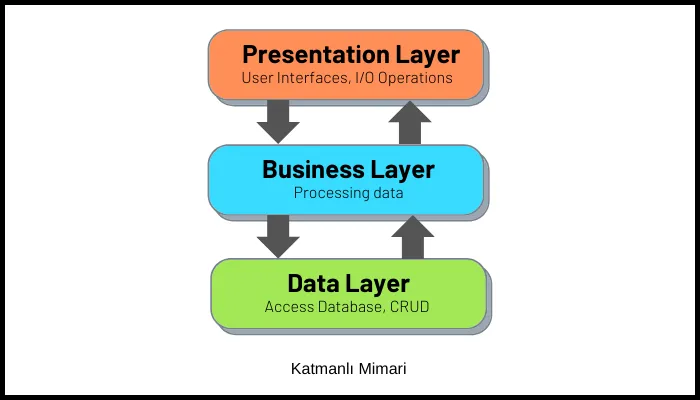 Presentation Layer
User Interfaces, I/O Operations
Business Layer
Processing data
Data Layer
Access Database, CRUD
Katmanlı Mimari